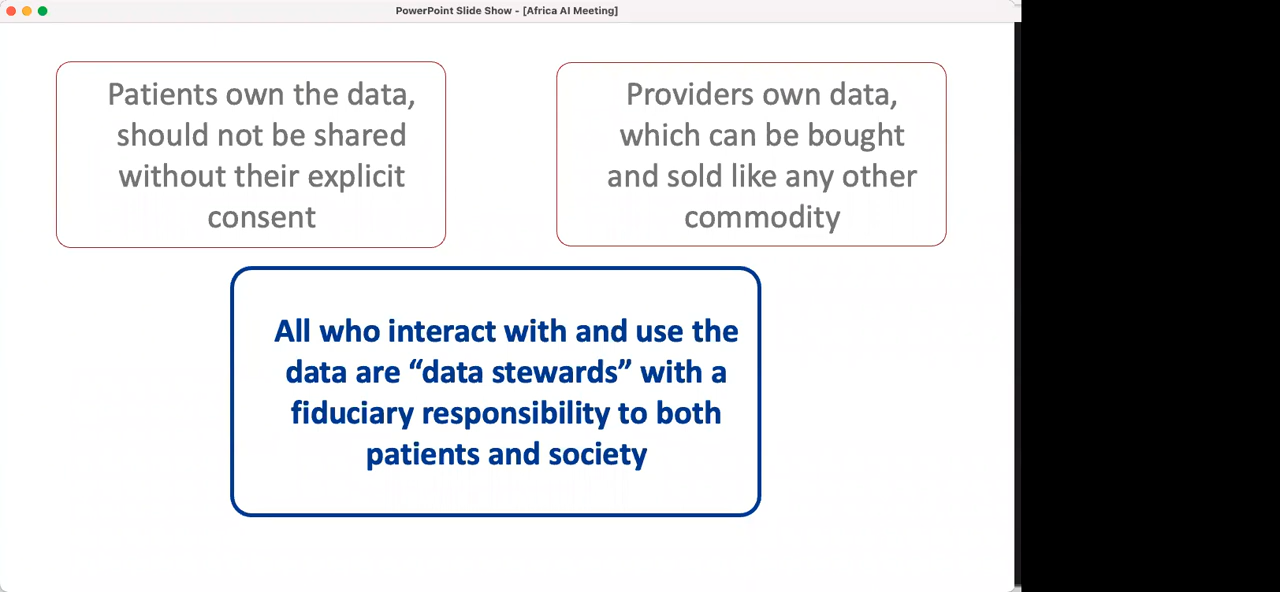 PowerPoint Slide Show - [Africa AI Meeting]
Patients own the data,
should not be shared
without their explicit
consent
Providers own data,
which can be bought
and sold like any other
commodity
All who interact with and use the
data are “data stewards” with a
fiduciary responsibility to both
patients and society